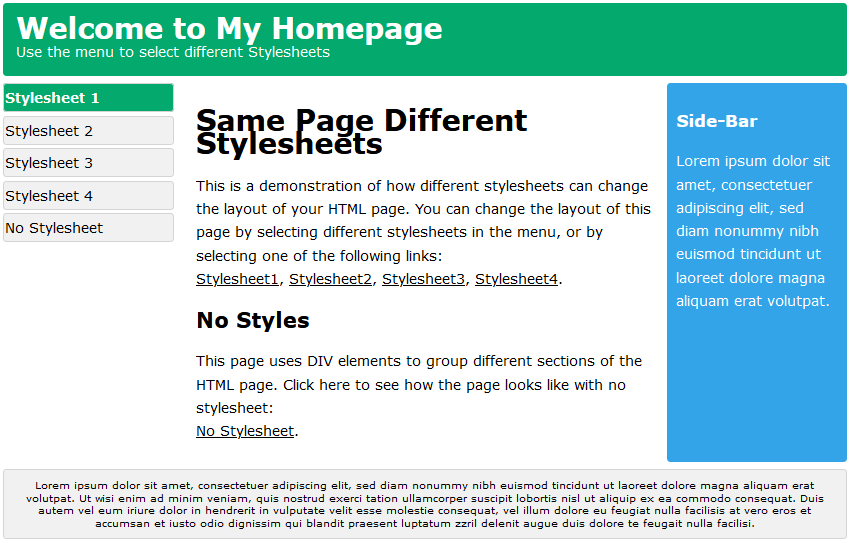 Welcome to My Homepage
Use the menu to select different Stylesheets
Stylesheet 1
Stylesheet 2
Stylesheet 3
Stylesheet 4
No Stylesheet
Same Page Different
Stylesheets
This is a demonstration of how different stylesheets can change
the layout of your HTML page. You can change the layout of this
page by selecting different stylesheets in the menu, or by
selecting one of the following links:
Stylesheet1, Stylesheet2, Stylesheet3, Stylesheet4.
No Styles
This page uses DIV elements to group different sections of the
HTML page. Click here to see how the page looks like with no
stylesheet:
No Stylesheet.
Side-Bar
Lorem ipsum dolor sit
amet, consectetuer
adipiscing elit, sed
diam nonummy nibh
euismod tincidunt ut
laoreet dolore magna
aliquam erat volutpat.
Lorem ipsum dolor sit amet, consectetuer adipiscing elit, sed diam nonummy nibh euismod tincidunt ut laoreet dolore magna aliquam erat
volutpat. Ut wisi enim ad minim veniam, quis nostrud exerci tation ullamcorper suscipit lobortis nisl ut aliquip ex ea commodo consequat. Duis
autem vel eum iriure dolor in hendrerit in vulputate velit esse molestie consequat, vel illum dolore eu feugiat nulla facilisis at vero eros et
accumsan et iusto odio dignissim qui blandit praesent luptatum zzril delenit augue duis dolore te feugait nulla facilisi.